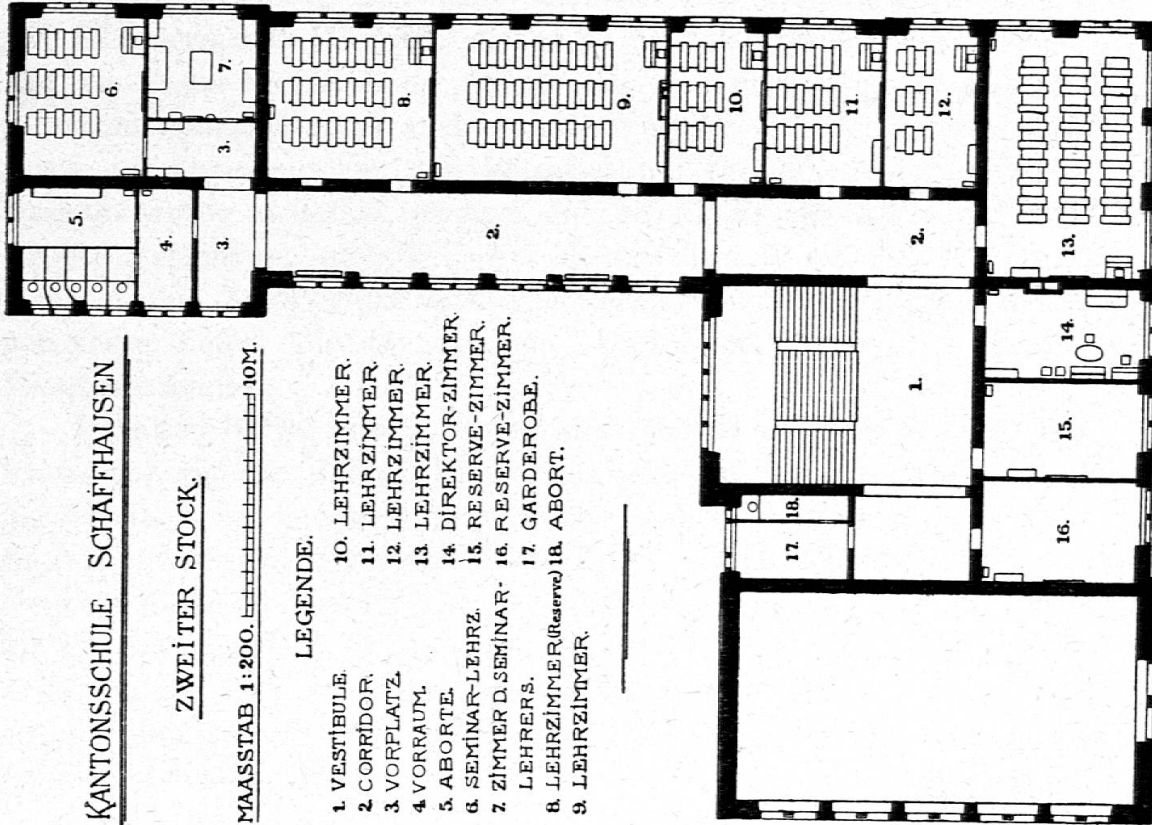 KANTONSSCHULE SCHAFFHAUSEN
ZWEITER STOCK.
MAASSTAB 1:200. 10M.
LEGENDE.
1. VESTIBULE.
2. CORRIDOR.
3. VORPLATZ.
4. VORRAUM.
5. ABORTE.
6. SEMINAR-LEHRZ.
7. ZIMMER D. SEMINAR-
LEHRERS.
8. LEHRZIMMER (Reserve)
9. LEHRZIMMER.
10. LEHRZIMMER.
11. LEHRZIMMER.
12. LEHRZIMMER.
13. LEHRZIMMER.
14. DIREKTOR-ZIMMER.
15. RESERVE-ZIMMER.
16. RESERVE-ZIMMER.
17. GARDEROBE.
18. ABORT.
5.
6.
4.
3.
3.
7.
8.
2.
9.
10.
11.
2.
12.
17.
18.
1.
16.
15.
14.
13.